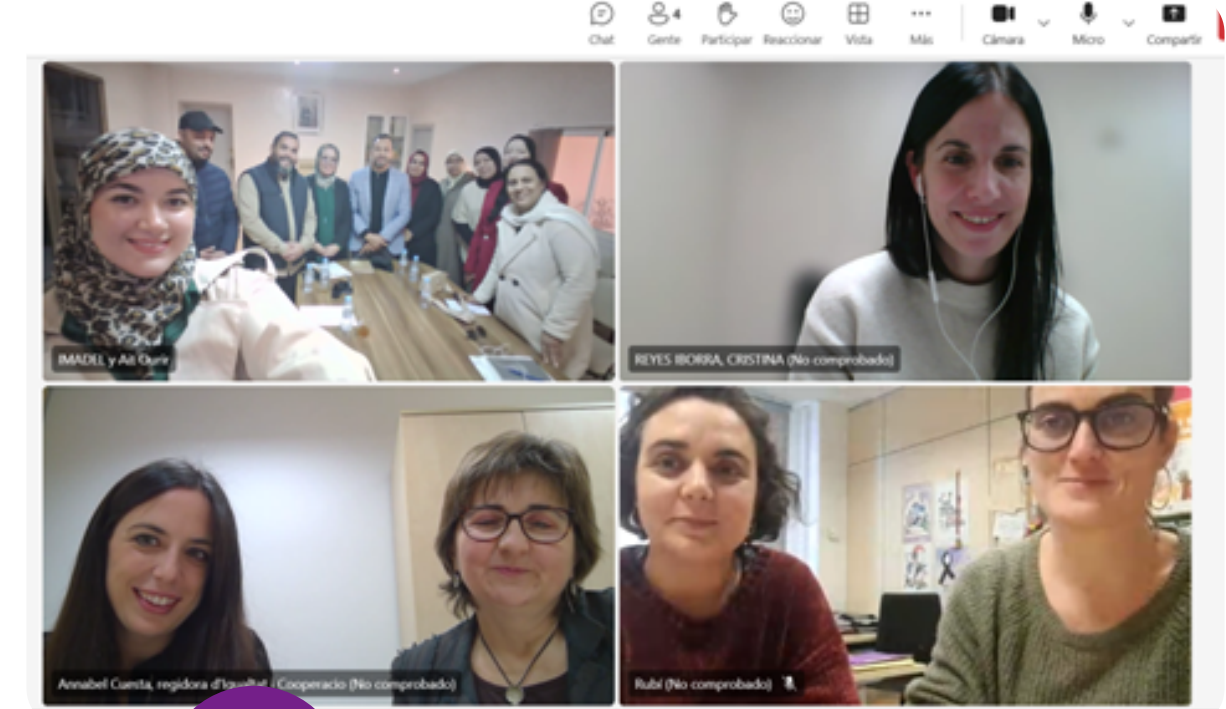 Chat
Gente 4
Participar
Reaccionar
Vista
Más
Cámara
Micro
Compartir
IMADEL y Ait Ourir
REYES IBORRA, CRISTINA (No comprobado)
Annabel Cuesta, regidora d'Igualtat i Cooperacio (No comprobado)
Rubí (No comprobado)